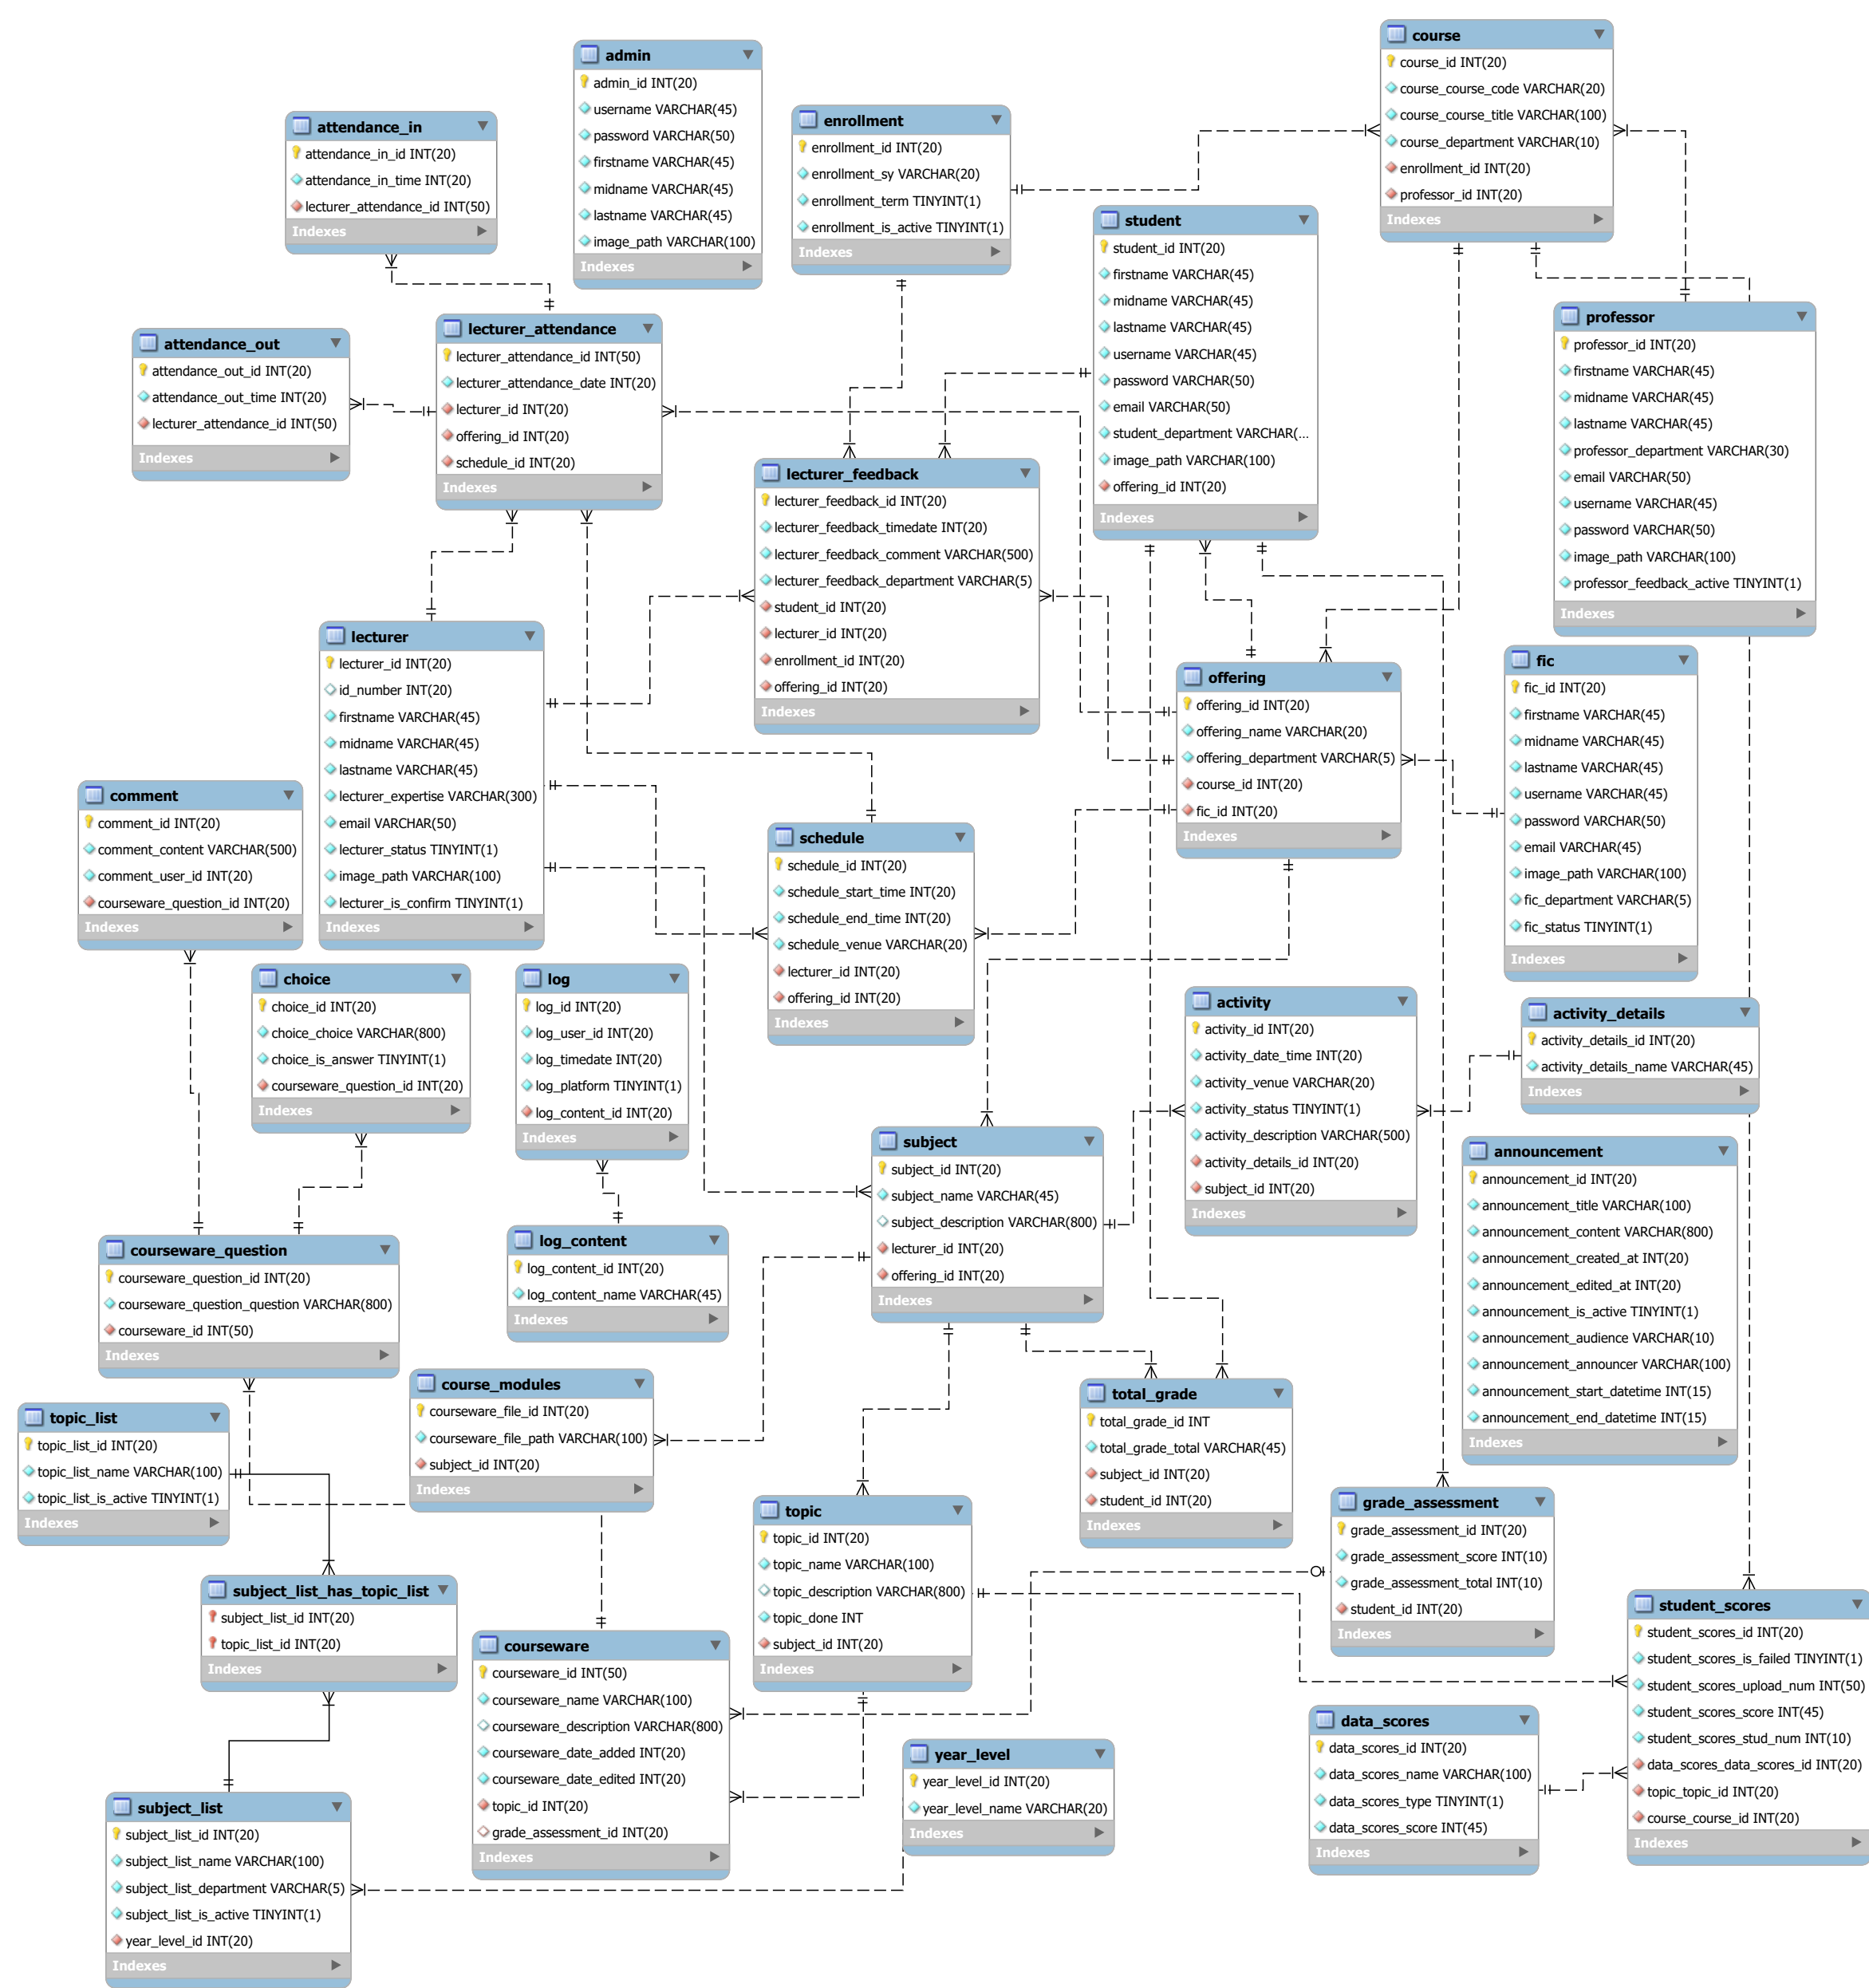 admin
admin_id INT(20)
username VARCHAR(45)
password VARCHAR(50)
firstname VARCHAR(45)
midname VARCHAR(45)
lastname VARCHAR(45)
image_path VARCHAR(100)
Indexes
course
course_id INT(20)
course_course_code VARCHAR(20)
course_course_title VARCHAR(100)
course_department VARCHAR(10)
enrollment_id INT(20)
professor_id INT(20)
Indexes
attendance_in
attendance_in_id INT(20)
attendance_in_time INT(20)
lecturer_attendance_id INT(50)
Indexes
enrollment
enrollment_id INT(20)
enrollment_sy VARCHAR(20)
enrollment_term TINYINT(1)
enrollment_is_active TINYINT(1)
Indexes
student
student_id INT(20)
firstname VARCHAR(45)
midname VARCHAR(45)
lastname VARCHAR(45)
username VARCHAR(45)
password VARCHAR(50)
email VARCHAR(50)
student_department VARCHAR(...
image_path VARCHAR(100)
offering_id INT(20)
Indexes
attendance_out
attendance_out_id INT(20)
attendance_out_time INT(20)
lecturer_attendance_id INT(50)
Indexes
lecturer_attendance
lecturer_attendance_id INT(50)
lecturer_attendance_date INT(20)
lecturer_id INT(20)
offering_id INT(20)
schedule_id INT(20)
Indexes
professor
professor_id INT(20)
firstname VARCHAR(45)
midname VARCHAR(45)
lastname VARCHAR(45)
professor_department VARCHAR(30)
email VARCHAR(50)
username VARCHAR(45)
password VARCHAR(50)
image_path VARCHAR(100)
professor_feedback_active TINYINT(1)
Indexes
lecturer_feedback
lecturer_feedback_id INT(20)
lecturer_feedback_timedate INT(20)
lecturer_feedback_comment VARCHAR(500)
lecturer_feedback_department VARCHAR(5)
student_id INT(20)
lecturer_id INT(20)
enrollment_id INT(20)
offering_id INT(20)
Indexes
lecturer
lecturer_id INT(20)
id_number INT(20)
firstname VARCHAR(45)
midname VARCHAR(45)
lastname VARCHAR(45)
lecturer_expertise VARCHAR(300)
email VARCHAR(50)
lecturer_status TINYINT(1)
image_path VARCHAR(100)
lecturer_is_confirm TINYINT(1)
Indexes
offering
offering_id INT(20)
offering_name VARCHAR(20)
offering_department VARCHAR(5)
course_id INT(20)
fic_id INT(20)
Indexes
fic
fic_id INT(20)
firstname VARCHAR(45)
midname VARCHAR(45)
lastname VARCHAR(45)
username VARCHAR(45)
password VARCHAR(50)
email VARCHAR(45)
image_path VARCHAR(100)
fic_department VARCHAR(5)
fic_status TINYINT(1)
Indexes
comment
comment_id INT(20)
comment_content VARCHAR(500)
comment_user_id INT(20)
courseware_question_id INT(20)
Indexes
schedule
schedule_id INT(20)
schedule_start_time INT(20)
schedule_end_time INT(20)
schedule_venue VARCHAR(20)
lecturer_id INT(20)
offering_id INT(20)
Indexes
choice
choice_id INT(20)
choice_choice VARCHAR(800)
choice_is_answer TINYINT(1)
courseware_question_id INT(20)
Indexes
log
log_id INT(20)
log_user_id INT(20)
log_timedate INT(20)
log_platform TINYINT(1)
log_content_id INT(20)
Indexes
activity
activity_id INT(20)
activity_date_time INT(20)
activity_venue VARCHAR(20)
activity_status TINYINT(1)
activity_description VARCHAR(500)
activity_details_id INT(20)
subject_id INT(20)
Indexes
activity_details
activity_details_id INT(20)
activity_details_name VARCHAR(45)
Indexes
subject
subject_id INT(20)
subject_name VARCHAR(45)
subject_description VARCHAR(800)
lecturer_id INT(20)
offering_id INT(20)
Indexes
announcement
announcement_id INT(20)
announcement_title VARCHAR(100)
announcement_content VARCHAR(800)
announcement_created_at INT(20)
announcement_edited_at INT(20)
announcement_is_active TINYINT(1)
announcement_audience VARCHAR(10)
announcement_announcer VARCHAR(100)
announcement_start_datetime INT(15)
announcement_end_datetime INT(15)
Indexes
courseware_question
courseware_question_id INT(20)
courseware_question_question VARCHAR(800)
courseware_id INT(50)
Indexes
log_content
log_content_id INT(20)
log_content_name VARCHAR(45)
Indexes
course_modules
courseware_file_id INT(20)
courseware_file_path VARCHAR(100)
subject_id INT(20)
Indexes
total_grade
total_grade_id INT
total_grade_total VARCHAR(45)
subject_id INT(20)
student_id INT(20)
Indexes
topic_list
topic_list_id INT(20)
topic_list_name VARCHAR(100)
topic_list_is_active TINYINT(1)
Indexes
topic
topic_id INT(20)
topic_name VARCHAR(100)
topic_description VARCHAR(800)
topic_done INT
subject_id INT(20)
Indexes
grade_assessment
grade_assessment_id INT(20)
grade_assessment_score INT(10)
grade_assessment_total INT(10)
student_id INT(20)
Indexes
subject_list_has_topic_list
subject_list_id INT(20)
topic_list_id INT(20)
Indexes
student_scores
student_scores_id INT(20)
student_scores_is_failed TINYINT(1)
student_scores_upload_num INT(50)
student_scores_score INT(45)
student_scores_stud_num INT(10)
data_scores_data_scores_id INT(20)
topic_topic_id INT(20)
course_course_id INT(20)
Indexes
courseware
courseware_id INT(50)
courseware_name VARCHAR(100)
courseware_description VARCHAR(800)
courseware_date_added INT(20)
courseware_date_edited INT(20)
topic_id INT(20)
grade_assessment_id INT(20)
Indexes
data_scores
data_scores_id INT(20)
data_scores_name VARCHAR(100)
data_scores_type TINYINT(1)
data_scores_score INT(45)
Indexes
year_level
year_level_id INT(20)
year_level_name VARCHAR(20)
Indexes
subject_list
subject_list_id INT(20)
subject_list_name VARCHAR(100)
subject_list_department VARCHAR(5)
subject_list_is_active TINYINT(1)
year_level_id INT(20)
Indexes